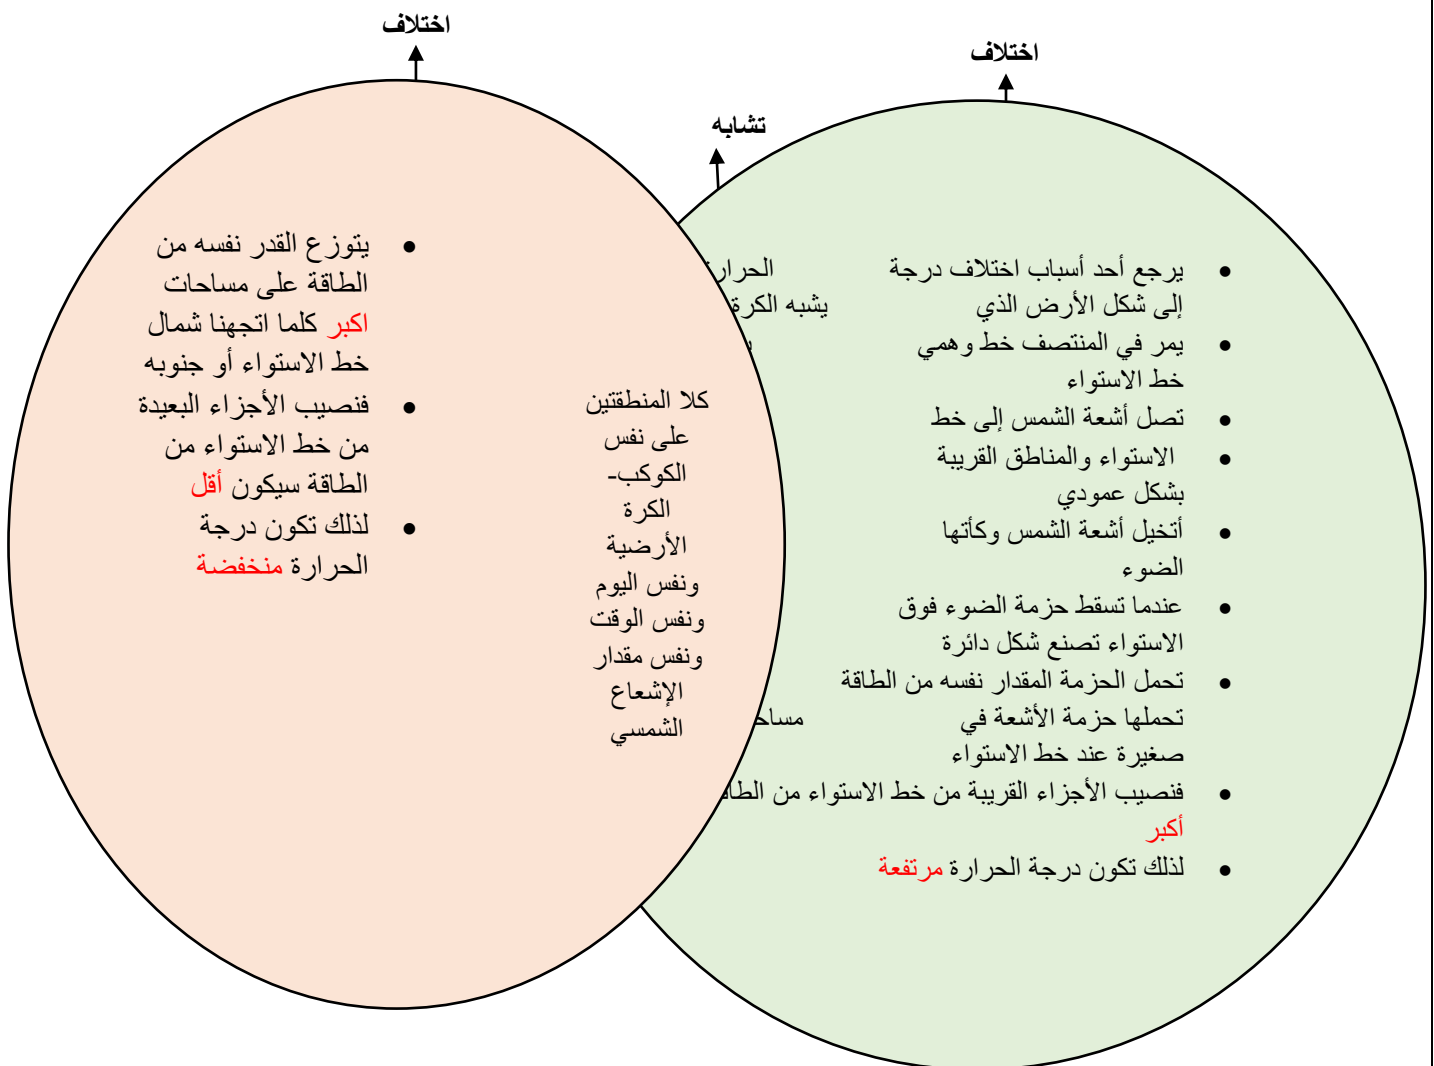 اختلاف
اختلاف
تشابه
يرجع أحد أسباب اختلاف درجة
إلى شكل الأرض الذي يشبه الكرة
يمر في المنتصف خط وهمي
خط الاستواء
تصل أشعة الشمس إلى خط
الاستواء والمناطق القريبة
بشكل عمودي
أتخيل أشعة الشمس وكأتها
الضوء
عندما تسقط حزمة الضوء فوق
الاستواء تصنع شكل دائرة
تحمل الحزمة المقدار نفسه من الطاقة
تحملها حزمة الأشعة في
صغيرة عند خط الاستواء
فنصيب الأجزاء القريبة من خط الاستواء من
أكبر
لذلك تكون درجة الحرارة مرتفعة
كلا المنطقتين
على نفس
الكوكب-
الكرة
الأرضية
ونفس اليوم
ونفس الوقت
ونفس مقدار
الإشعاع
الشمسي
يتوزع القدر نفسه من
الطاقة على مساحات
اكبر كلما اتجهنا شمال
خط الاستواء أو جنوبه
فنصيب الأجزاء البعيدة
من خط الاستواء من
الطاقة سيكون أقل
لذلك تكون درجة
الحرارة منخفضة